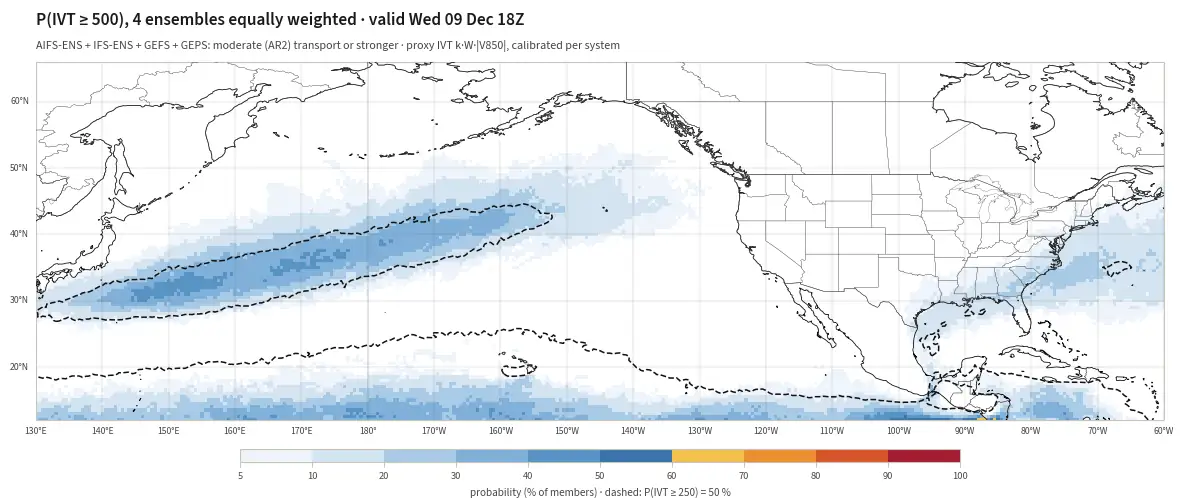 P(IVT ≥ 500), 4 ensembles equally weighted · valid Wed 09 Dec 18Z
AIFS-ENS + IFS-ENS + GEFS + GEPS: moderate (AR2) transport or stronger · proxy IVT k·W·|V850|, calibrated per system
60°N
50°N
40°N
30°N
20°N
130°E 140°E 150°E 160°E 170°E 180° 170°W 160°W 150°W 140°W 130°W 120°W 110°W 100°W 90°W 80°W 70°W 60°W
5 10 20 30 40 50 60 70 80 90 100
probability (% of members) · dashed: P(IVT ≥ 250) = 50 %